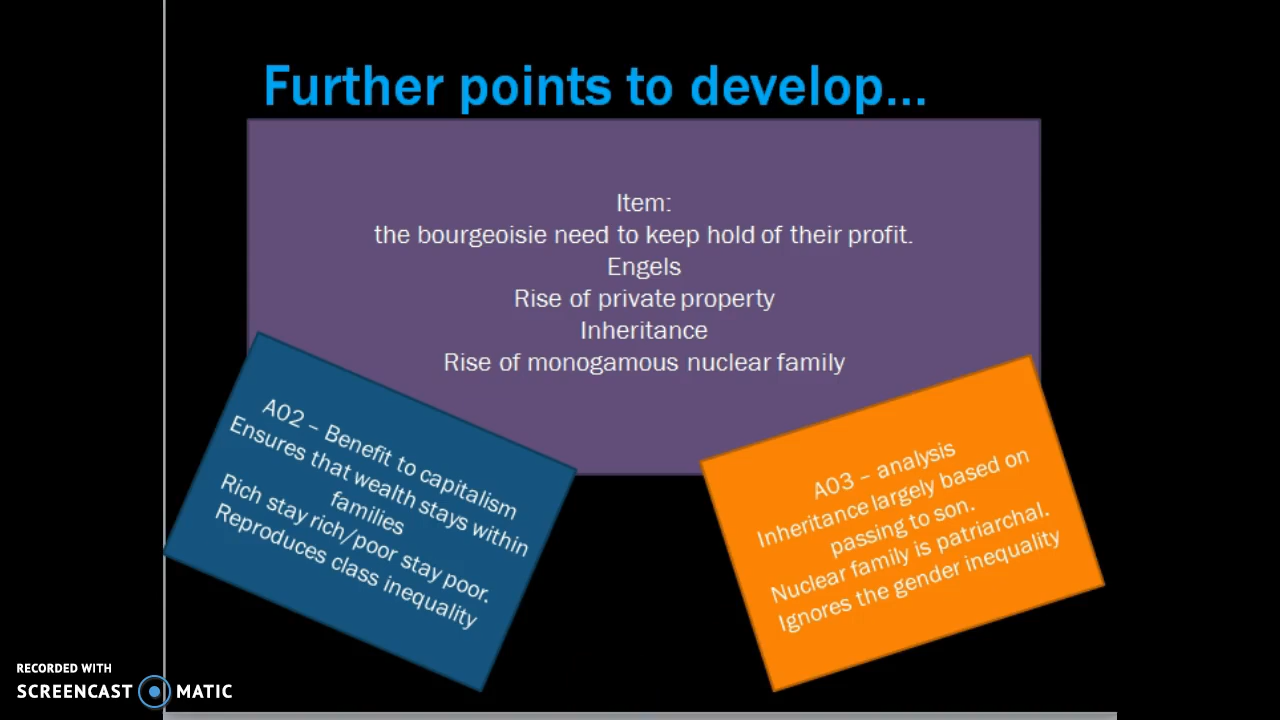 Further points to develop...
Item:
the bourgeoisie need to keep hold of their profit.
Engels
Rise of private property
Inheritance
Rise of monogamous nuclear family
A02 – Benefit to capitalism
Ensures that wealth stays within
families
Rich stay rich/poor stay poor.
Reproduces class inequality
A03 – analysis
Inheritance largely based on
passing to son.
Nuclear family is patriarchal.
Ignores the gender inequality
RECORDED WITH
SCREENCAST MATIC